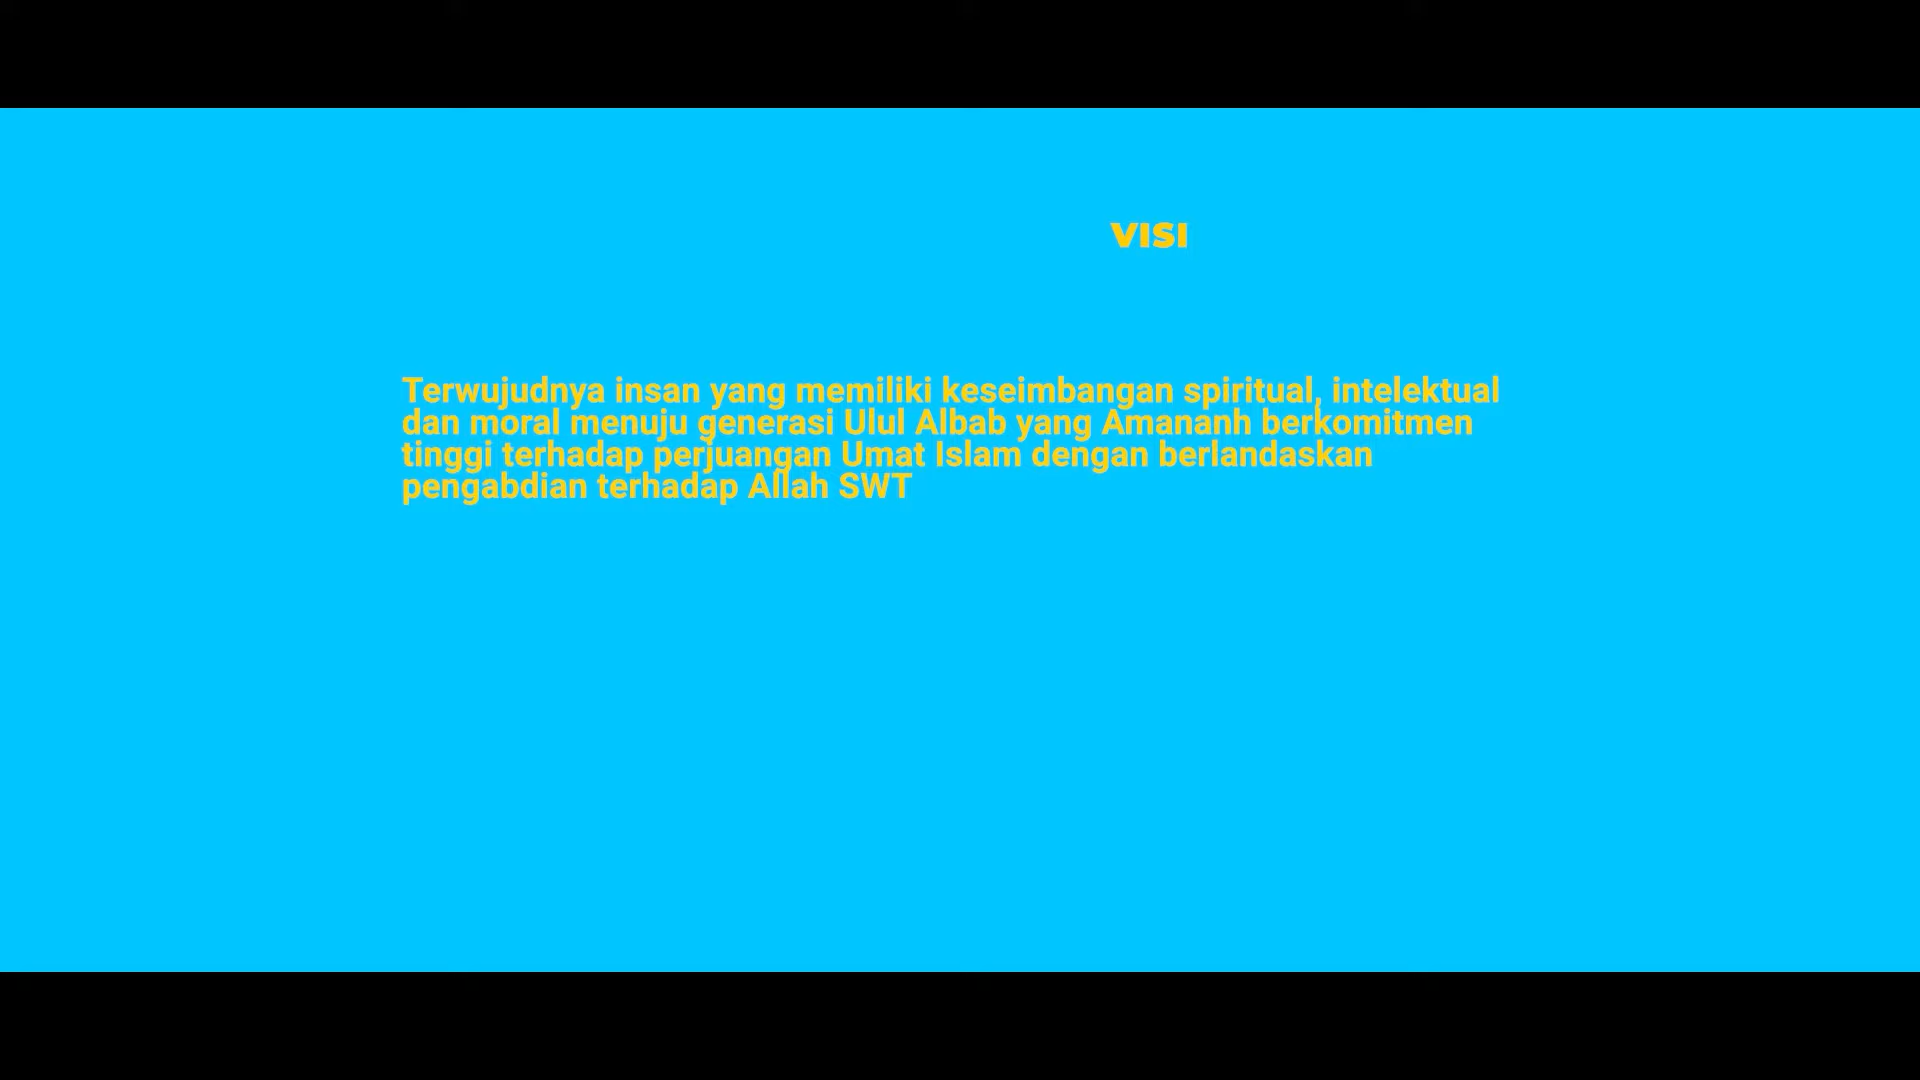 VISI
Terwujudnya insan yang memiliki keseimbangan spiritual, intelektual
dan moral menuju generasi Ulul Albab yang Amananh berkomitmen
tinggi terhadap perjuangan Umat Islam dengan berlandaskan
pengabdian terhadap Allah SWT